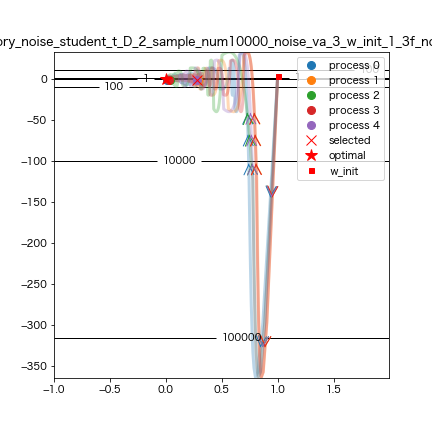 ory_noise_student_t_D_2_sample_num10000_noise_va_3_w_init_1_3f_no
process 0
process 1
process 2
process 3
process 4
selected
optimal
w_init
1
100
10000
100000
0
−50
−100
−150
−200
−250
−300
−350
−1.0
−0.5
0.0
0.5
1.0
1.5